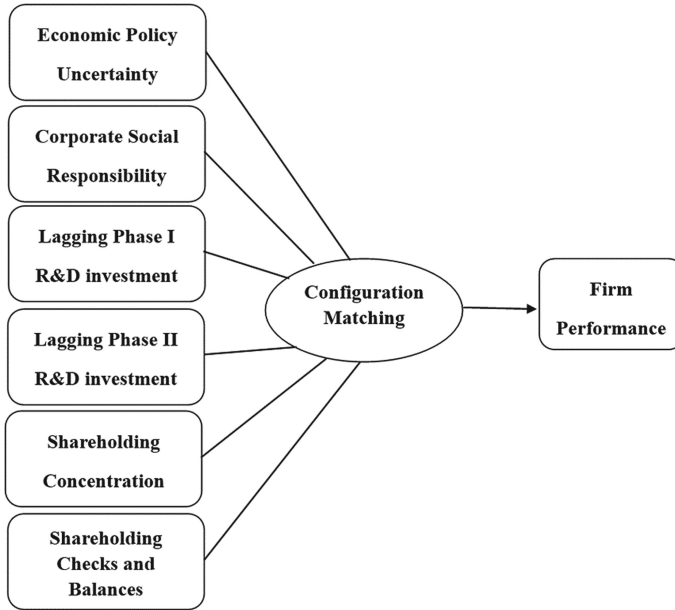 Economic Policy
Uncertainty
Corporate Social
Responsibility
Lagging Phase I
R&D investment
Lagging Phase II
R&D investment
Shareholding
Concentration
Shareholding
Checks and
Balances
Configuration
Matching
Firm
Performance